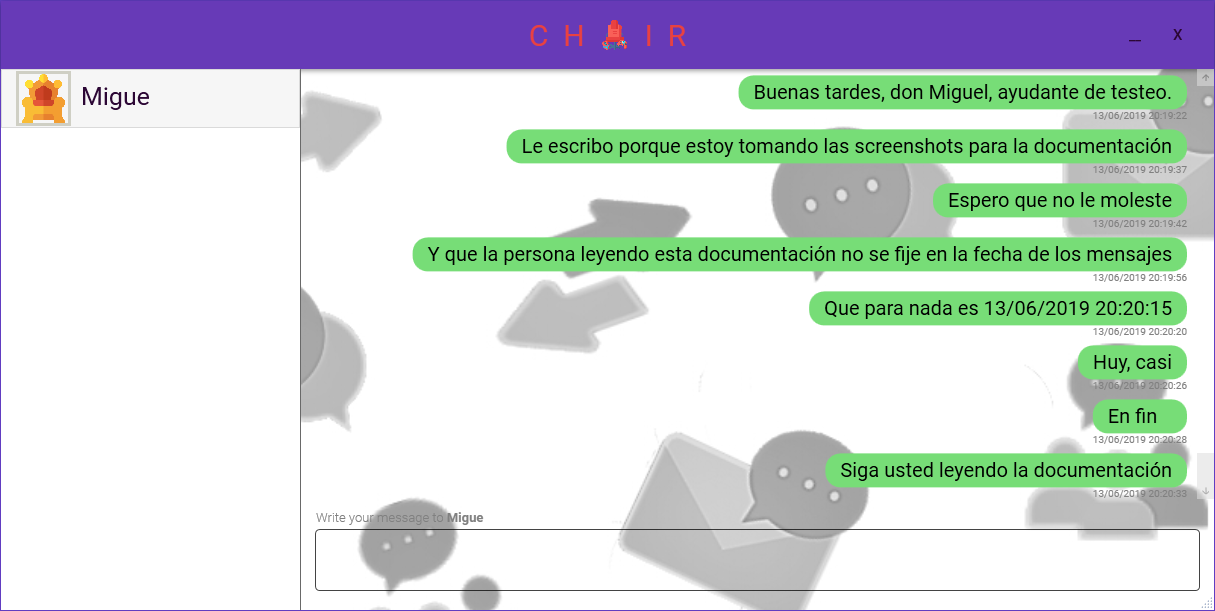 CHAIR
_ X
Migue
Buenas tardes, don Miguel, ayudante de testeo.
13/06/2019 20:19:22
Le escribo porque estoy tomando las screenshots para la documentación
13/06/2019 20:19:37
Espero que no le moleste
13/06/2019 20:19:42
Y que la persona leyendo esta documentación no se fije en la fecha de los mensajes
13/06/2019 20:19:56
Que para nada es 13/06/2019 20:20:15
13/06/2019 20:20:20
Huy, casi
13/06/2019 20:20:26
En fin
13/06/2019 20:20:28
Siga usted leyendo la documentación
13/06/2019 20:20:33
Write your message to Migue